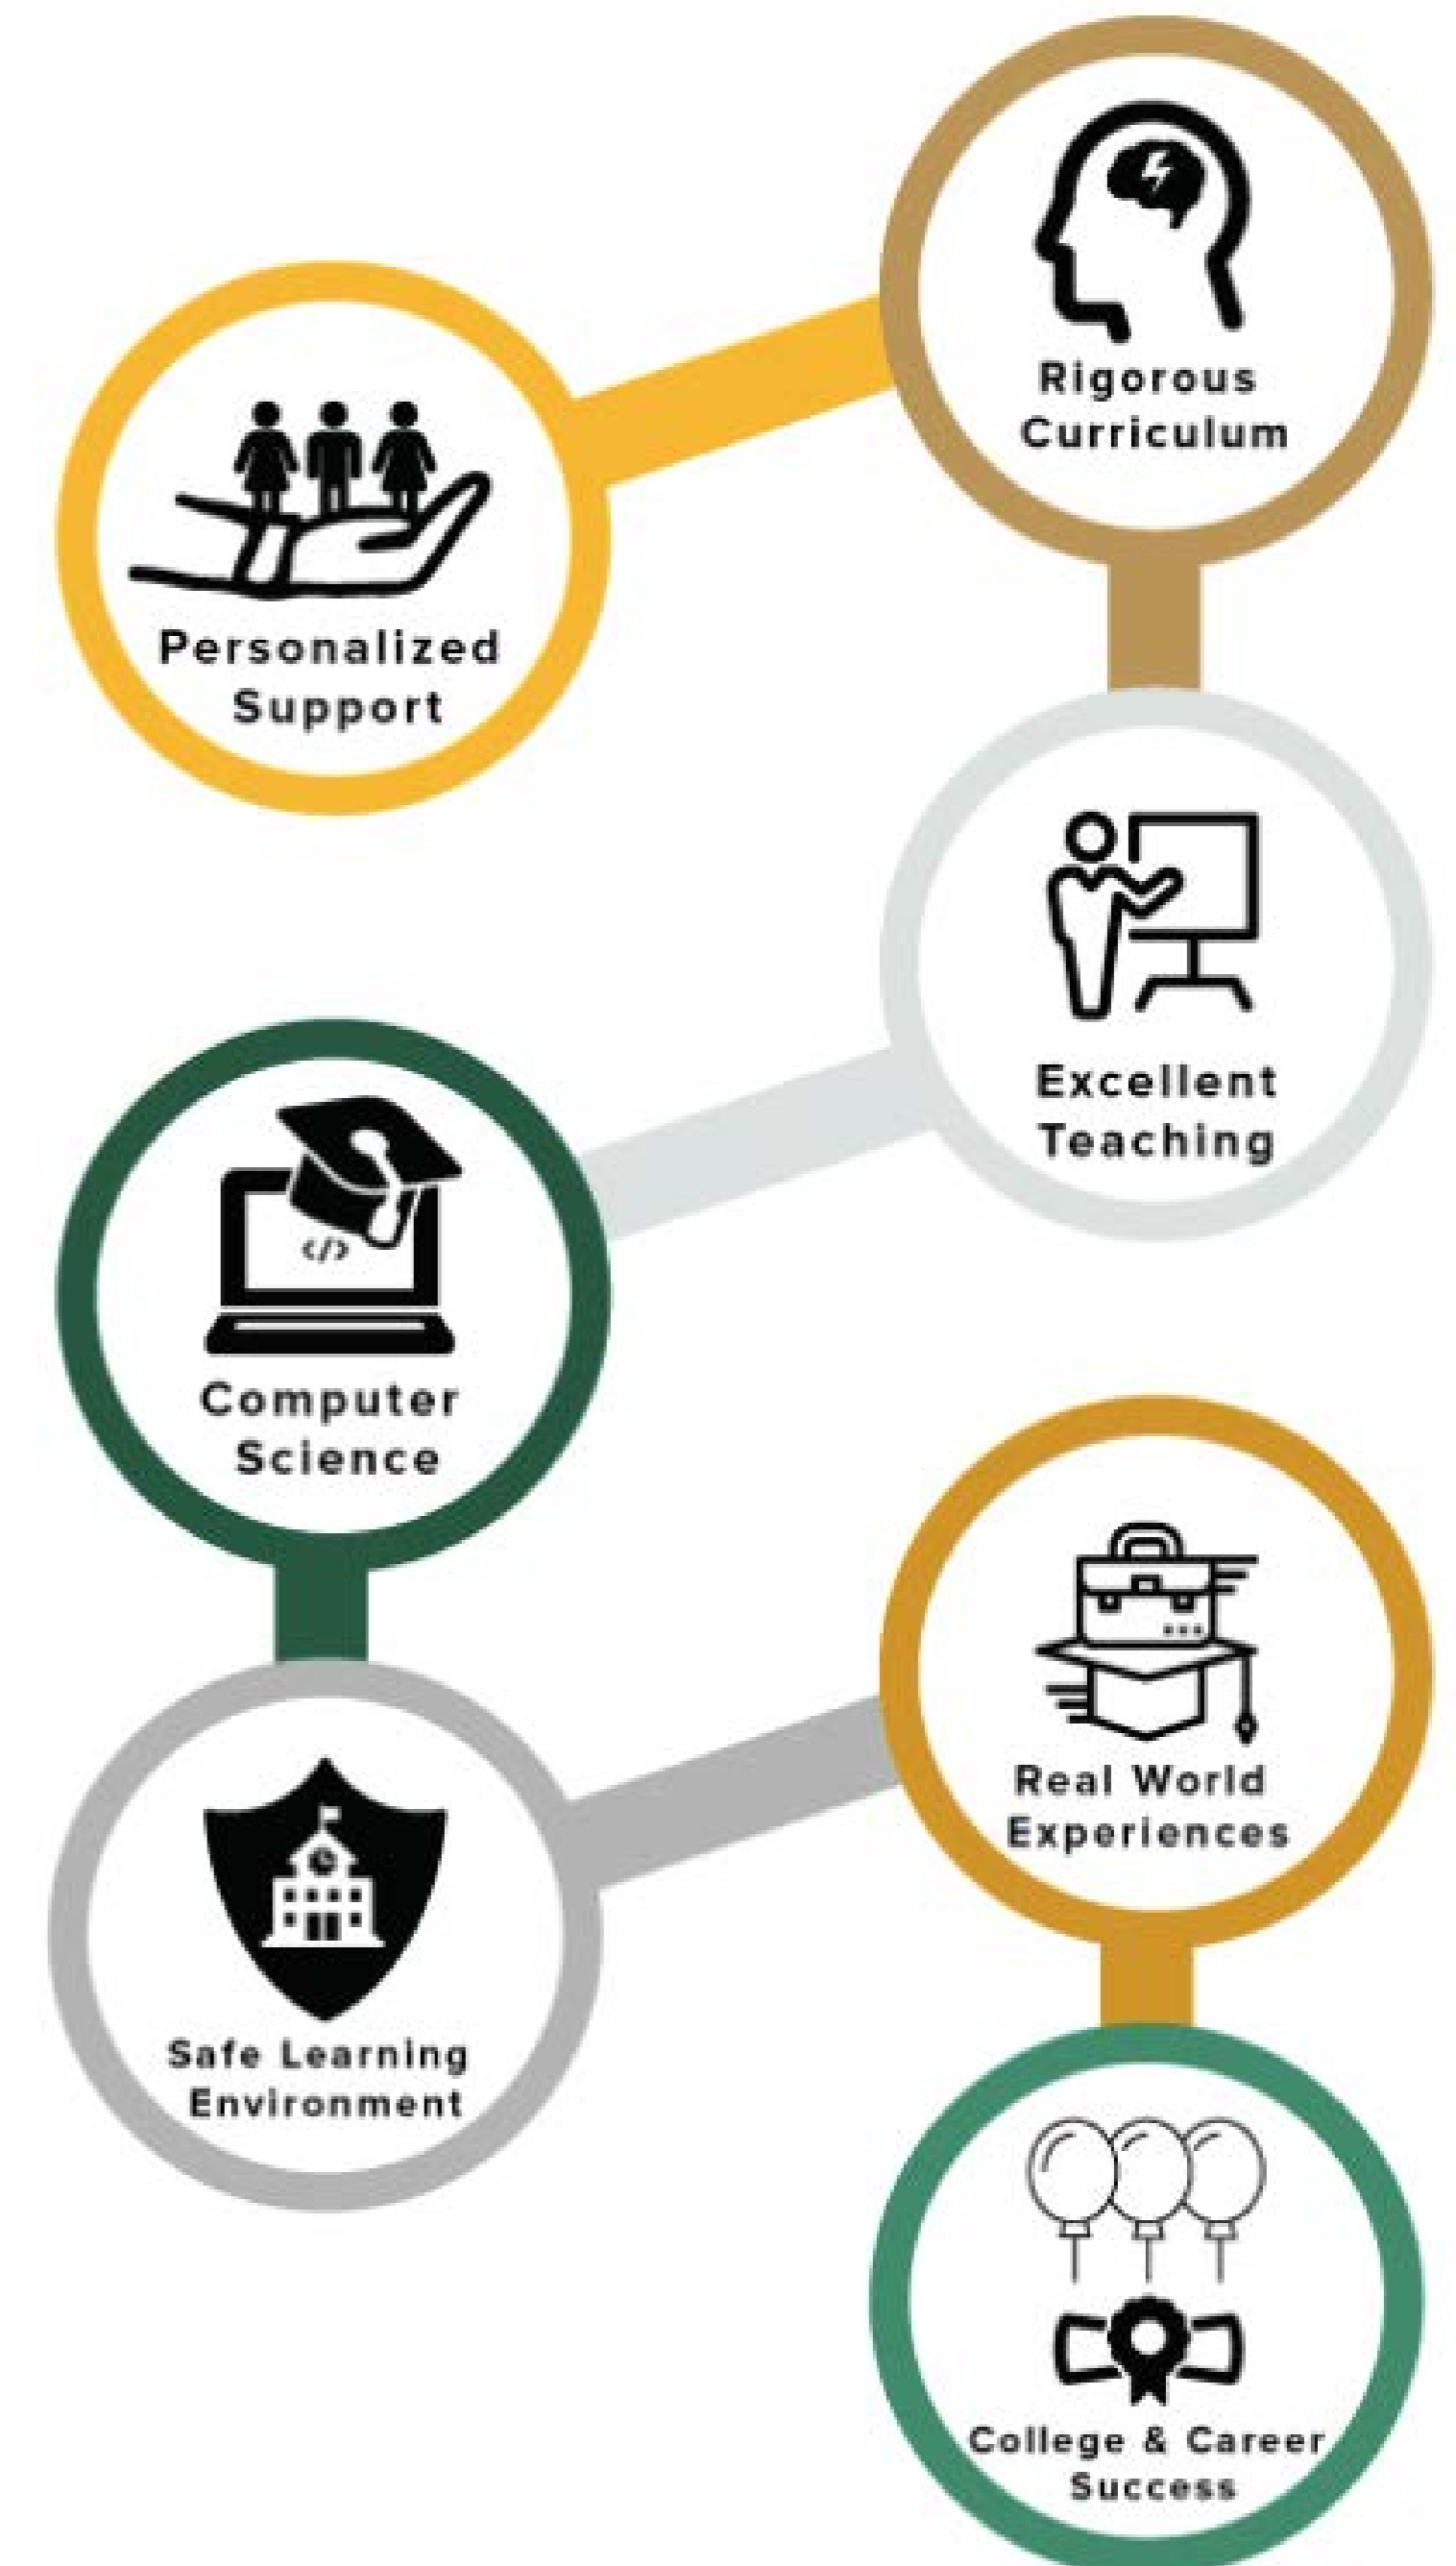 Personalized
Support
Rigorous
Curriculum
Excellent
Teaching
</>
Computer
Science
Safe Learning
Environment
Real World
Experiences
College & Career
Success